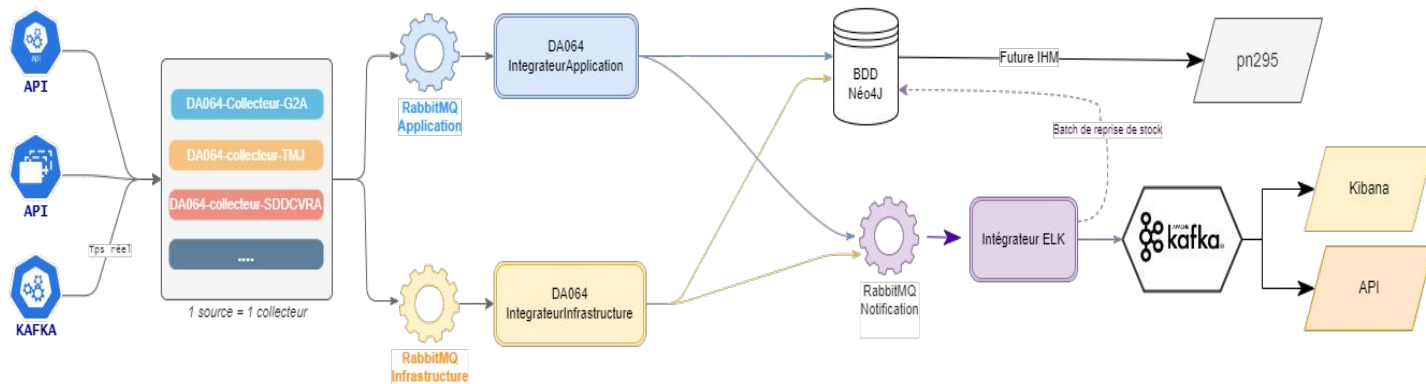 api
API
API
Tps réel
KAFKA
DA064-Collecteur-G2A
DA064-collecteur-TMJ
DA064-collecteur-SDDCVRA
....
1 source = 1 collecteur
RabbitMQ
Application
RabbitMQ
Infrastructure
DA064
IntegrateurApplication
DA064
IntegrateurInfrastructure
BDD
Néo4J
Future IHM
pn295
Batch de reprise de stock
RabbitMQ
Notification
Intégrateur ELK
APACHE
kafka
Kibana
API